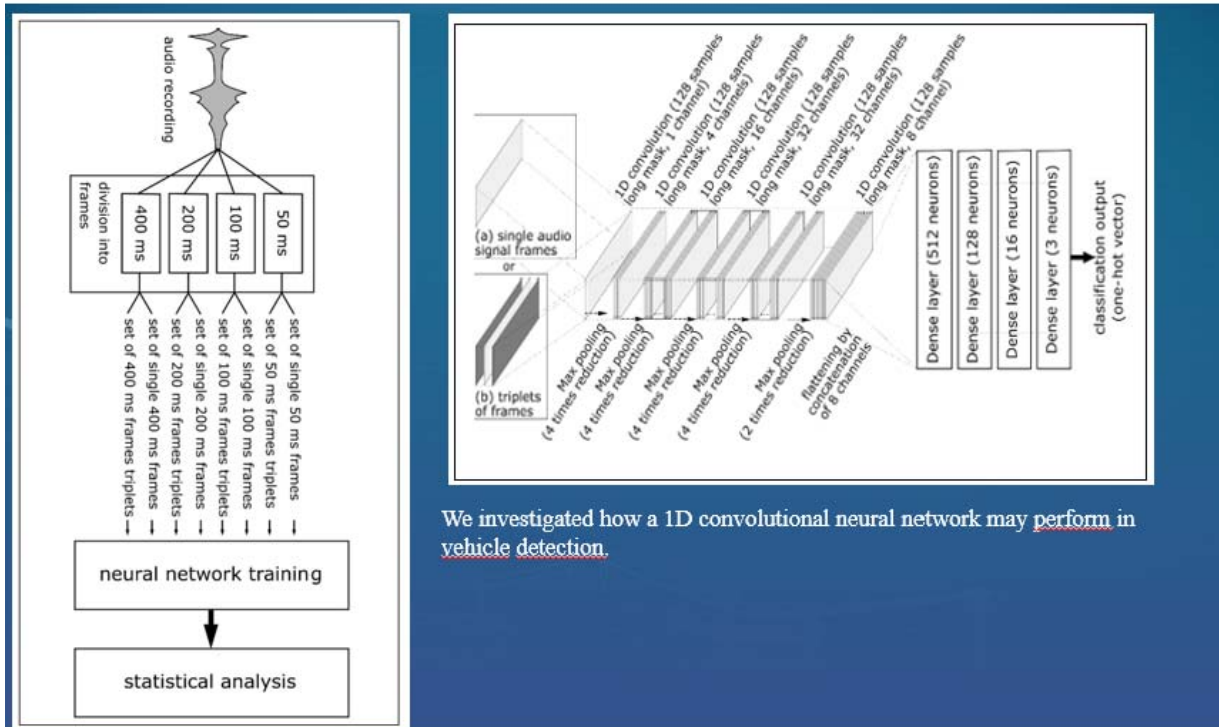 audio recording
division into
frames
400 ms
200 ms
100 ms
50 ms
set of 400 ms frames triplets
set of single 400 ms frames
set of 200 ms frames triplets
set of single 200 ms frames
set of 100 ms frames triplets
set of single 100 ms frames
set of 50 ms frames triplets
set of single 50 ms frames
neural network training
statistical analysis
1D convolution (128 samples
long mask, 1 channel)
1D convolution (128 samples
long mask, 4 channels)
1D convolution (128 samples
long mask, 16 channels)
1D convolution (128 samples
long mask, 32 channels)
1D convolution (128 samples
long mask, 32 channels)
1D convolution (128 samples
long mask, 8 channels)
(a) single audio
signal frames
or
(b) triplets
of frames
Max pooling
(4 times reduction)
Max pooling
(4 times reduction)
Max pooling
(4 times reduction)
Max pooling
(4 times reduction)
Max pooling
(2 times reduction)
flattening by
concatenation
of 8 channels
Dense layer (512 neurons)
Dense layer (128 neurons)
Dense layer (16 neurons)
Dense layer (3 neurons)
classification output
(one-hot vector)
We investigated how a 1D convolutional neural network may perform in
vehicle detection.